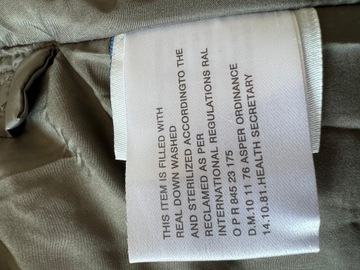 THIS ITEM IS FILLED WITH
REAL DOWN WASHED
AND STERILIZED ACCORDINGTO THE
RECLAMED AS PER
INTERNATIONAL REGULATIONS RAL
O P R 845 23 175
D.M. 10 11 76 ASPER ORDINANCE
14.10.81.HEALTH SECRETARY